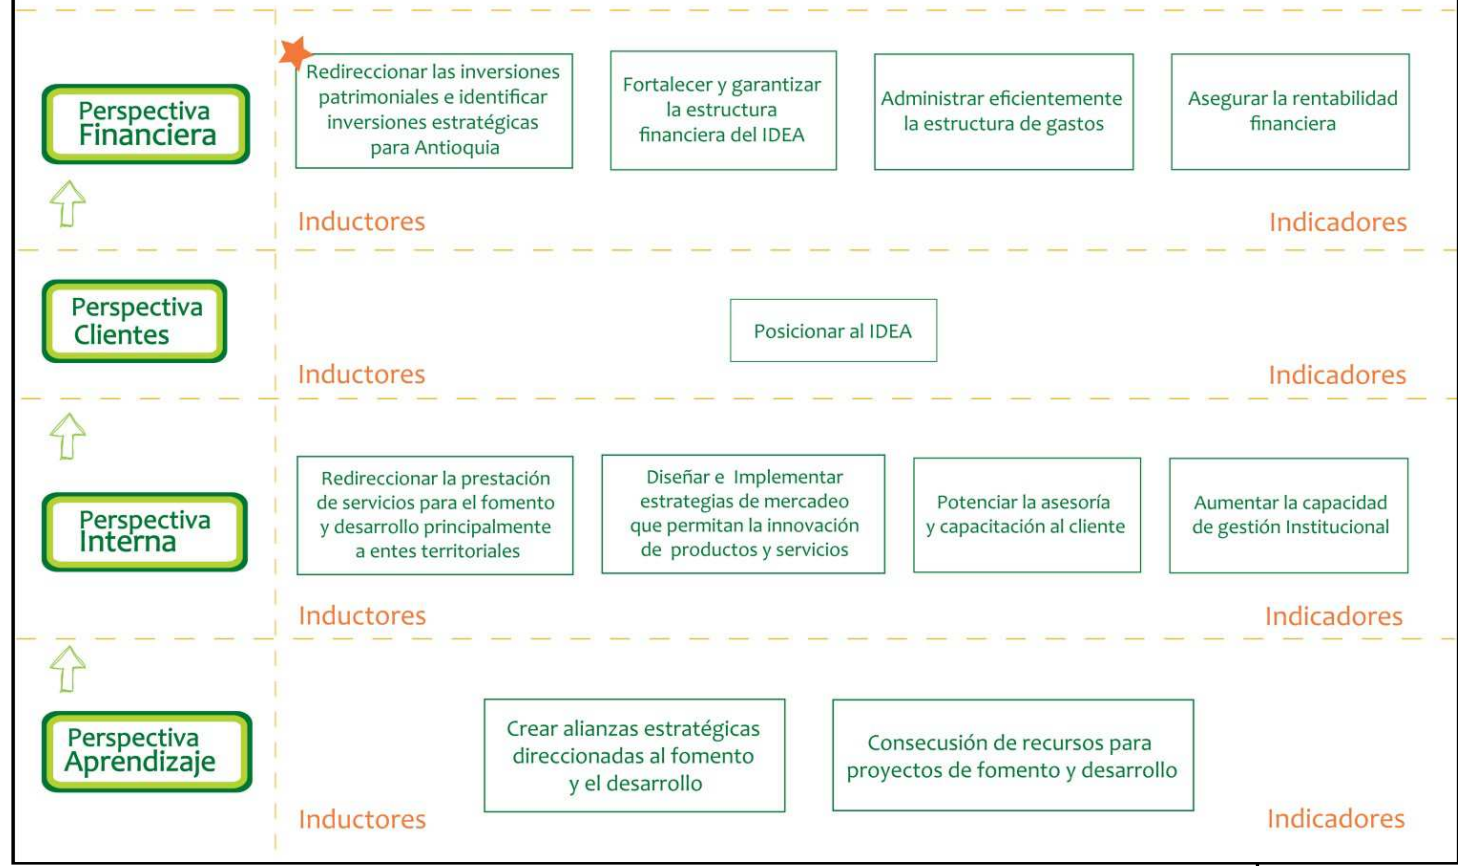 Perspectiva
Financiera
Redireccionar las inversiones
patrimoniales e identificar
inversiones estratégicas
para Antioquia
Fortalecer y garantizar
la estructura
financiera del IDEA
Administrar eficientemente
la estructura de gastos
Asegurar la rentabilidad
financiera
Inductores
Indicadores
Perspectiva
Clientes
Posicionar al IDEA
Inductores
Indicadores
Perspectiva
Interna
Redireccionar la prestación
de servicios para el fomento
y desarrollo principalmente
a entes territoriales
Diseñar e Implementar
estrategias de mercadeo
que permitan la innovación
de productos y servicios
Potenciar la asesoría
y capacitación al cliente
Aumentar la capacidad
de gestión Institucional
Inductores
Indicadores
Perspectiva
Aprendizaje
Crear alianzas estratégicas
direccionadas al fomento
y el desarrollo
Consecusión de recursos para
proyectos de fomento y desarrollo
Inductores
Indicadores